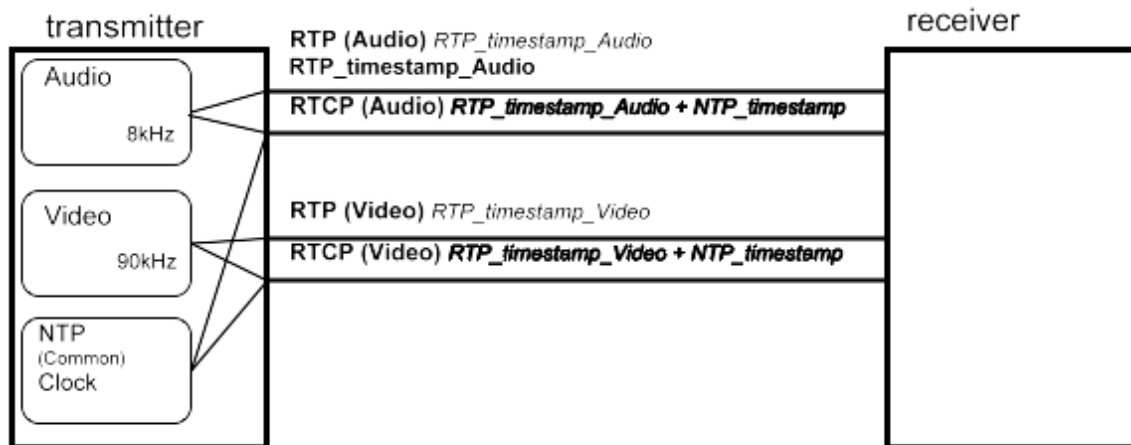 transmitter
receiver
Audio
8kHz
Video
90kHz
NTP
(Common)
Clock
RTP (Audio) RTP_timestamp_Audio
RTP_timestamp_Audio
RTCP (Audio) RTP_timestamp_Audio + NTP_timestamp
RTP (Video) RTP_timestamp_Video
RTCP (Video) RTP_timestamp_Video + NTP_timestamp